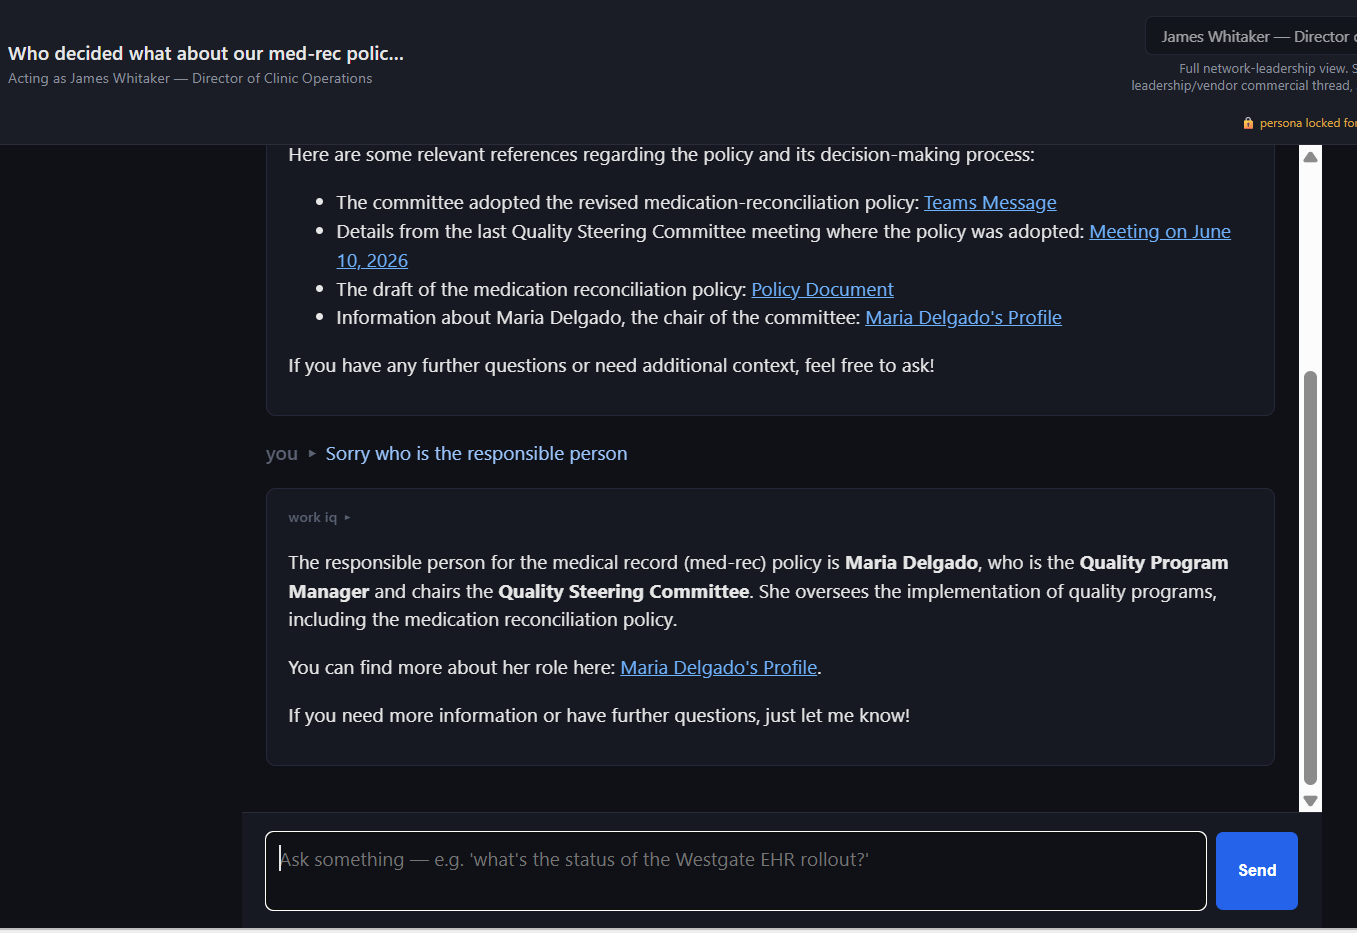 Who decided what about our med-rec polic...
Acting as James Whitaker — Director of Clinic Operations
James Whitaker — Director
Full network-leadership view.
leadership/vendor commercial thread,
persona locked for
Here are some relevant references regarding the policy and its decision-making process:
• The committee adopted the revised medication-reconciliation policy: Teams Message
• Details from the last Quality Steering Committee meeting where the policy was adopted: Meeting on June
10, 2026
• The draft of the medication reconciliation policy: Policy Document
• Information about Maria Delgado, the chair of the committee: Maria Delgado's Profile
If you have any further questions or need additional context, feel free to ask!
you ▸ Sorry who is the responsible person
work iq ▸
The responsible person for the medical record (med-rec) policy is Maria Delgado, who is the Quality Program
Manager and chairs the Quality Steering Committee. She oversees the implementation of quality programs,
including the medication reconciliation policy.
You can find more about her role here: Maria Delgado's Profile.
If you need more information or have further questions, just let me know!
Ask something — e.g. 'what's the status of the Westgate EHR rollout?'
Send